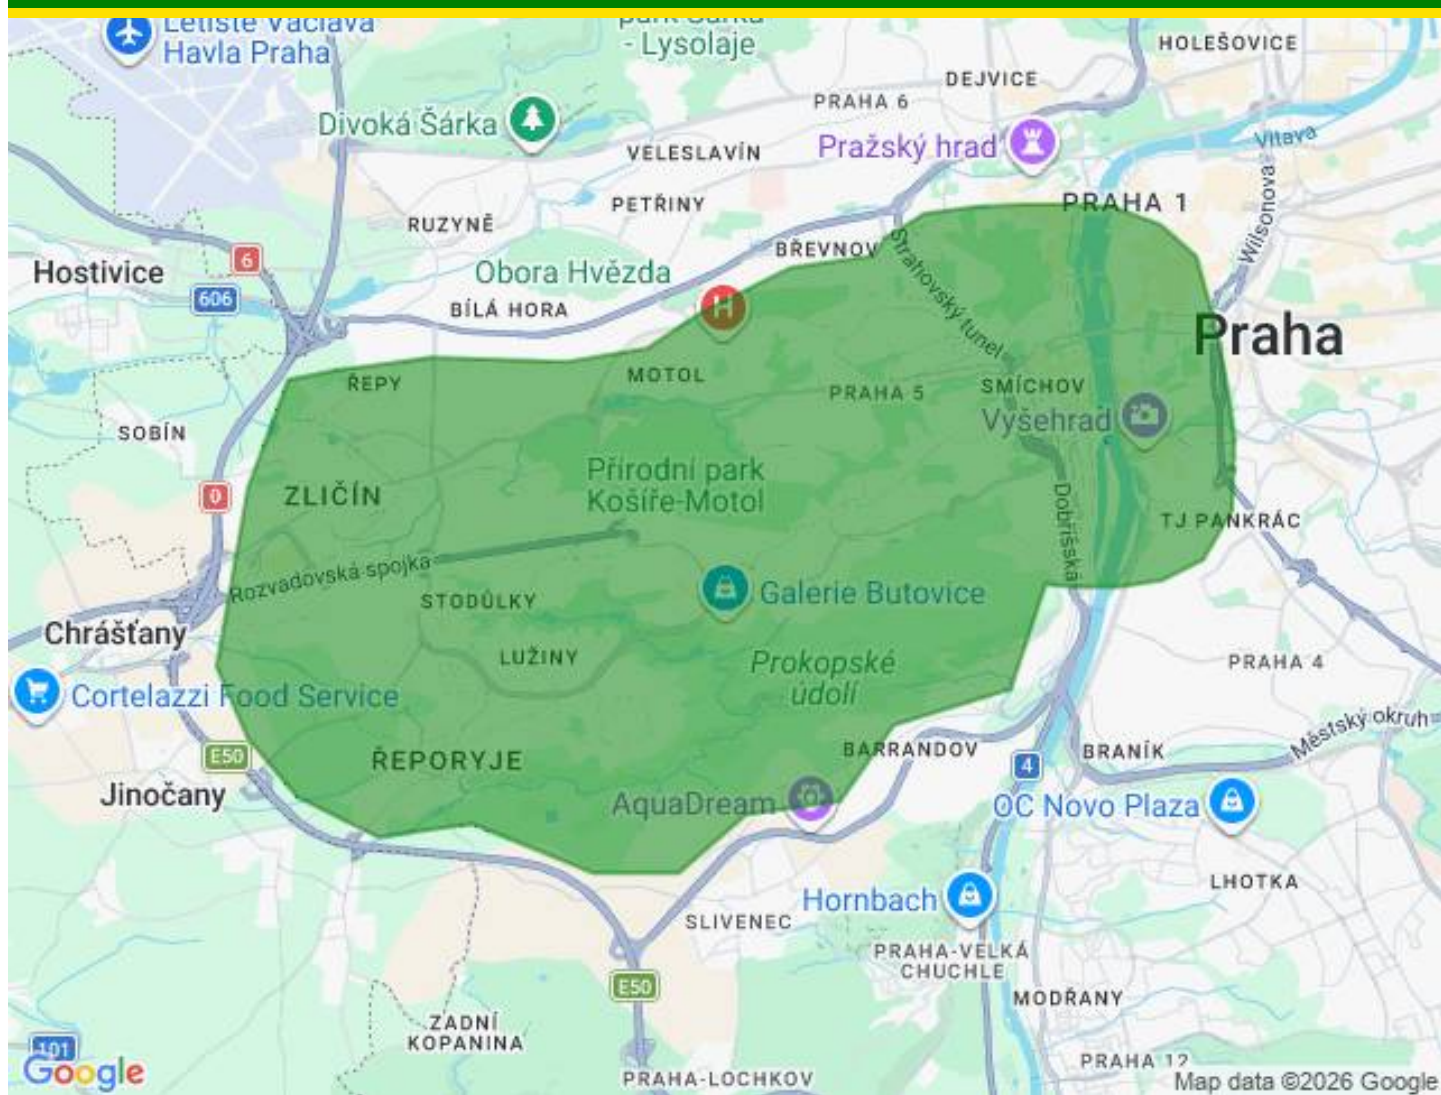 Letiště Václava
Havla Praha
park Šárka
- Lysolaje
HOLEŠOVICE
DEJVICE
PRAHA 6
Divoká Šárka
VELESLAVÍN
Pražský hrad
Vltava
PETŘINY
PRAHA 1
RUZYNĚ
Wilsonova
BŘEVNOV
Strahovský tunel
Hostivice
6
Obora Hvězda
606
BÍLÁ HORA
H
Praha
ŘEPY
MOTOL
PRAHA 5
SMÍCHOV
Vyšehrad
SOBÍN
Přírodní park
Košíře-Motol
0
ZLIČÍN
Dobříšská
TJ PANKRÁC
Rozvadovská spojka
STODŮLKY
Galerie Butovice
Chrášťany
LUŽINY
Prokopské
údolí
PRAHA 4
Cortelazzi Food Service
Městský okruh
E50
ŘEPORYJE
BARRANDOV
BRANÍK
4
Jinočany
AquaDream
OC Novo Plaza
LHOTKA
Hornbach
SLIVENEC
PRAHA-VELKÁ
CHUCHLE
E50
MODŘANY
ZADNÍ
KOPANINA
101
Google
PRAHA-LOCHKOV
PRAHA 12
Map data ©2026 Google